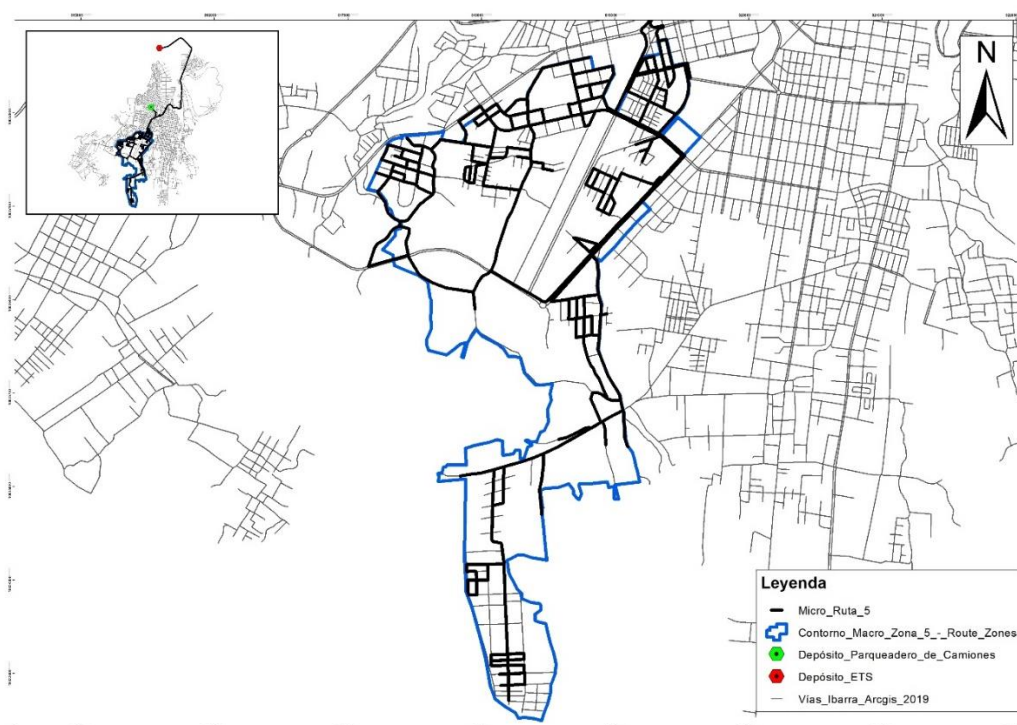 N
Leyenda
Micro_Ruta_5
Contorno_Macro_Zona_5_-_Route_Zones
Depósito_Parqueadero_de_Camiones
Depósito_ETS
Vías_Ibarra_Arcgis_2019